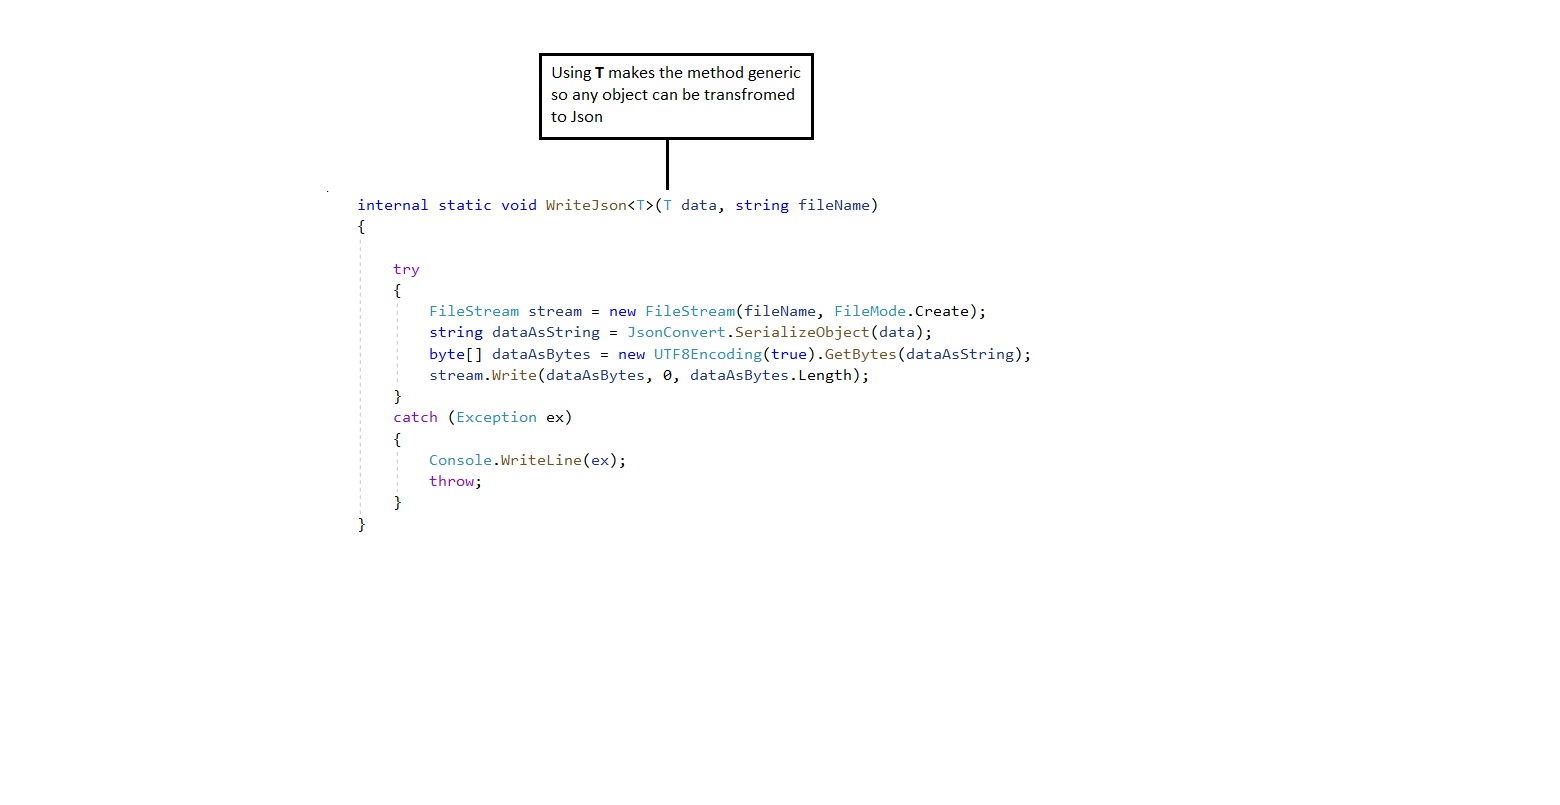 Using T makes the method generic
so any object can be transfromed
to Json
internal static void WriteJson<T>(T data, string fileName)
{
try
{
FileStream stream = new FileStream(fileName, FileMode.Create);
string dataAsString = JsonConvert.SerializeObject(data);
byte[] dataAsBytes = new UTF8Encoding(true).GetBytes(dataAsString);
stream.Write(dataAsBytes, 0, dataAsBytes.Length);
}
catch (Exception ex)
{
Console.WriteLine(ex);
throw;
}
}